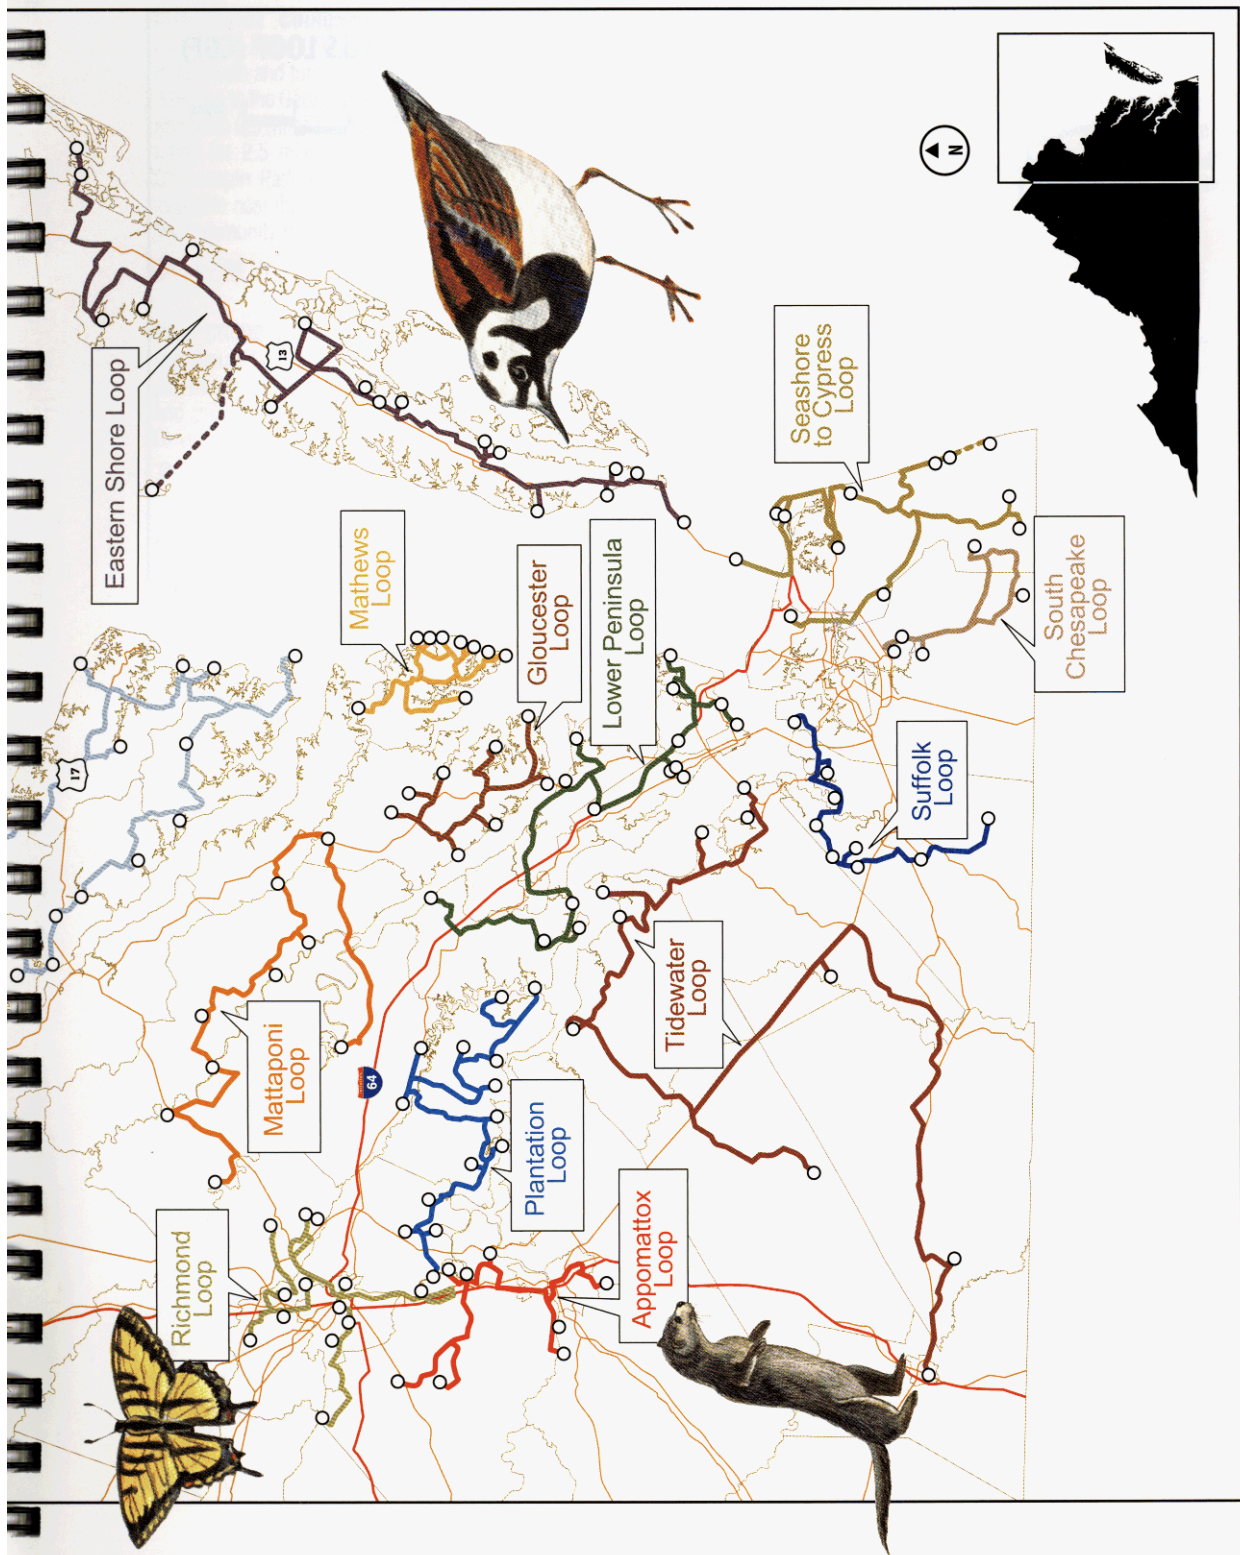 17
Eastern Shore Loop
Richmond
Loop
13
Mattaponi
Loop
Mathews
Loop
64
Plantation
Loop
Gloucester
Loop
Lower Peninsula
Loop
Appomattox
Loop
Tidewater
Loop
Seashore
to Cypress
Loop
Suffolk
Loop
N
South
Chesapeake
Loop